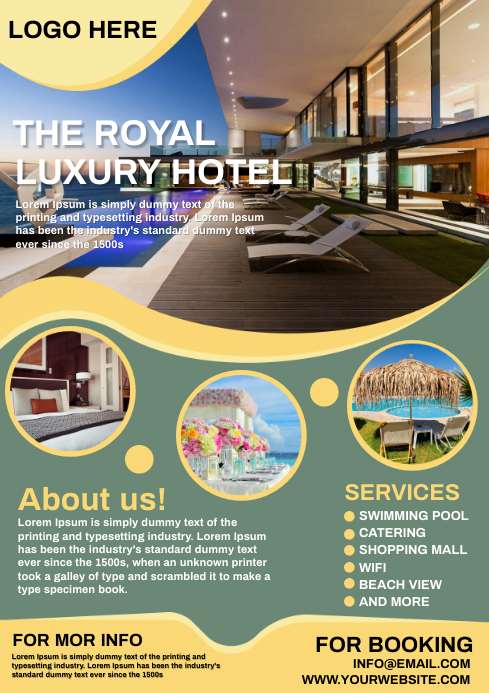 LOGO HERE
THE ROYAL
LUXURY HOTEL
Lorem Ipsum is simply dummy text of the
printing and typesetting industry. Lorem Ipsum
has been the industry's standard dummy text
ever since the 1500s
About us!
Lorem Ipsum is simply dummy text of the
printing and typesetting industry. Lorem Ipsum
has been the industry's standard dummy text
ever since the 1500s, when an unknown printer
took a galley of type and scrambled it to make a
type specimen book.
SERVICES
SWIMMING POOL
CATERING
SHOPPING MALL
WIFI
BEACH VIEW
AND MORE
FOR MOR INFO
Lorem Ipsum is simply dummy text of the printing and
typesetting industry. Lorem Ipsum is simply dummy text
has been the industry's standard dummy text ever since the
1500s
FOR BOOKING
INFO@EMAIL.COM
WWW.YOURWEBSITE.COM